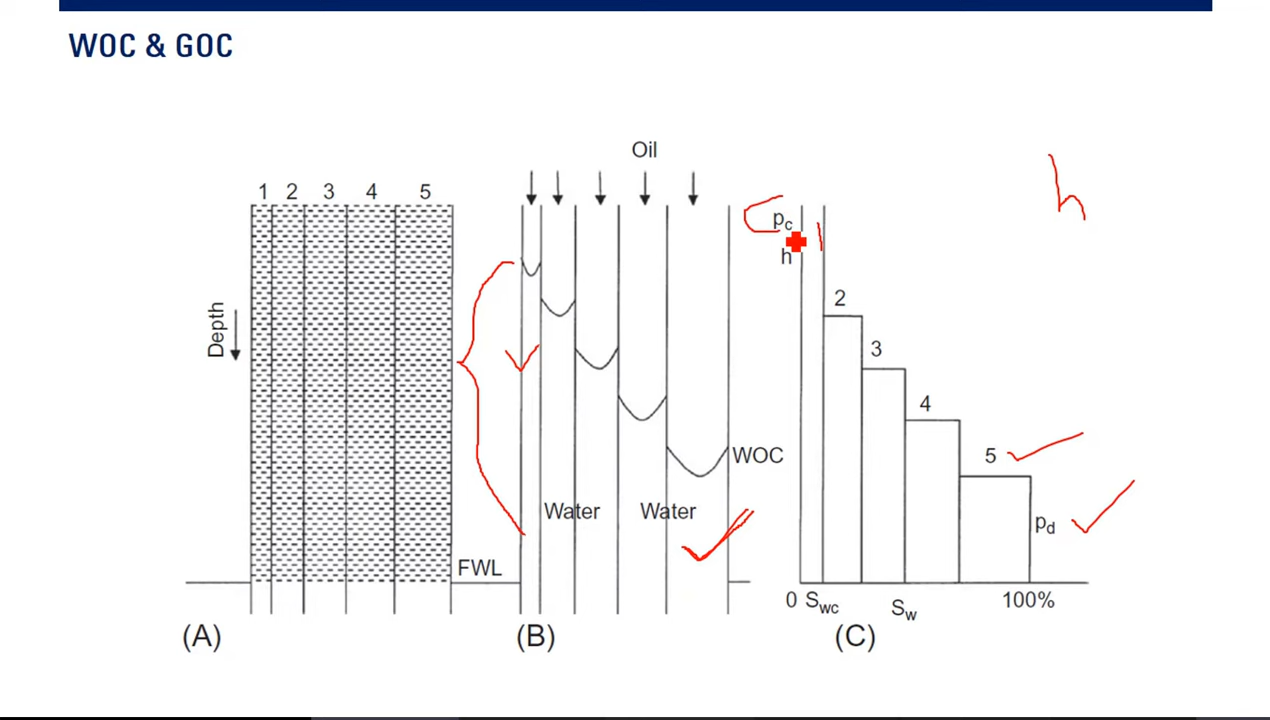 WOC & GOC
Oil
1 2 3 4 5
Depth
WOC
Water Water
FWL
(A) (B) (C)
h
p_c
h
2
3
4
5
p_d
0 S_wc S_w 100%